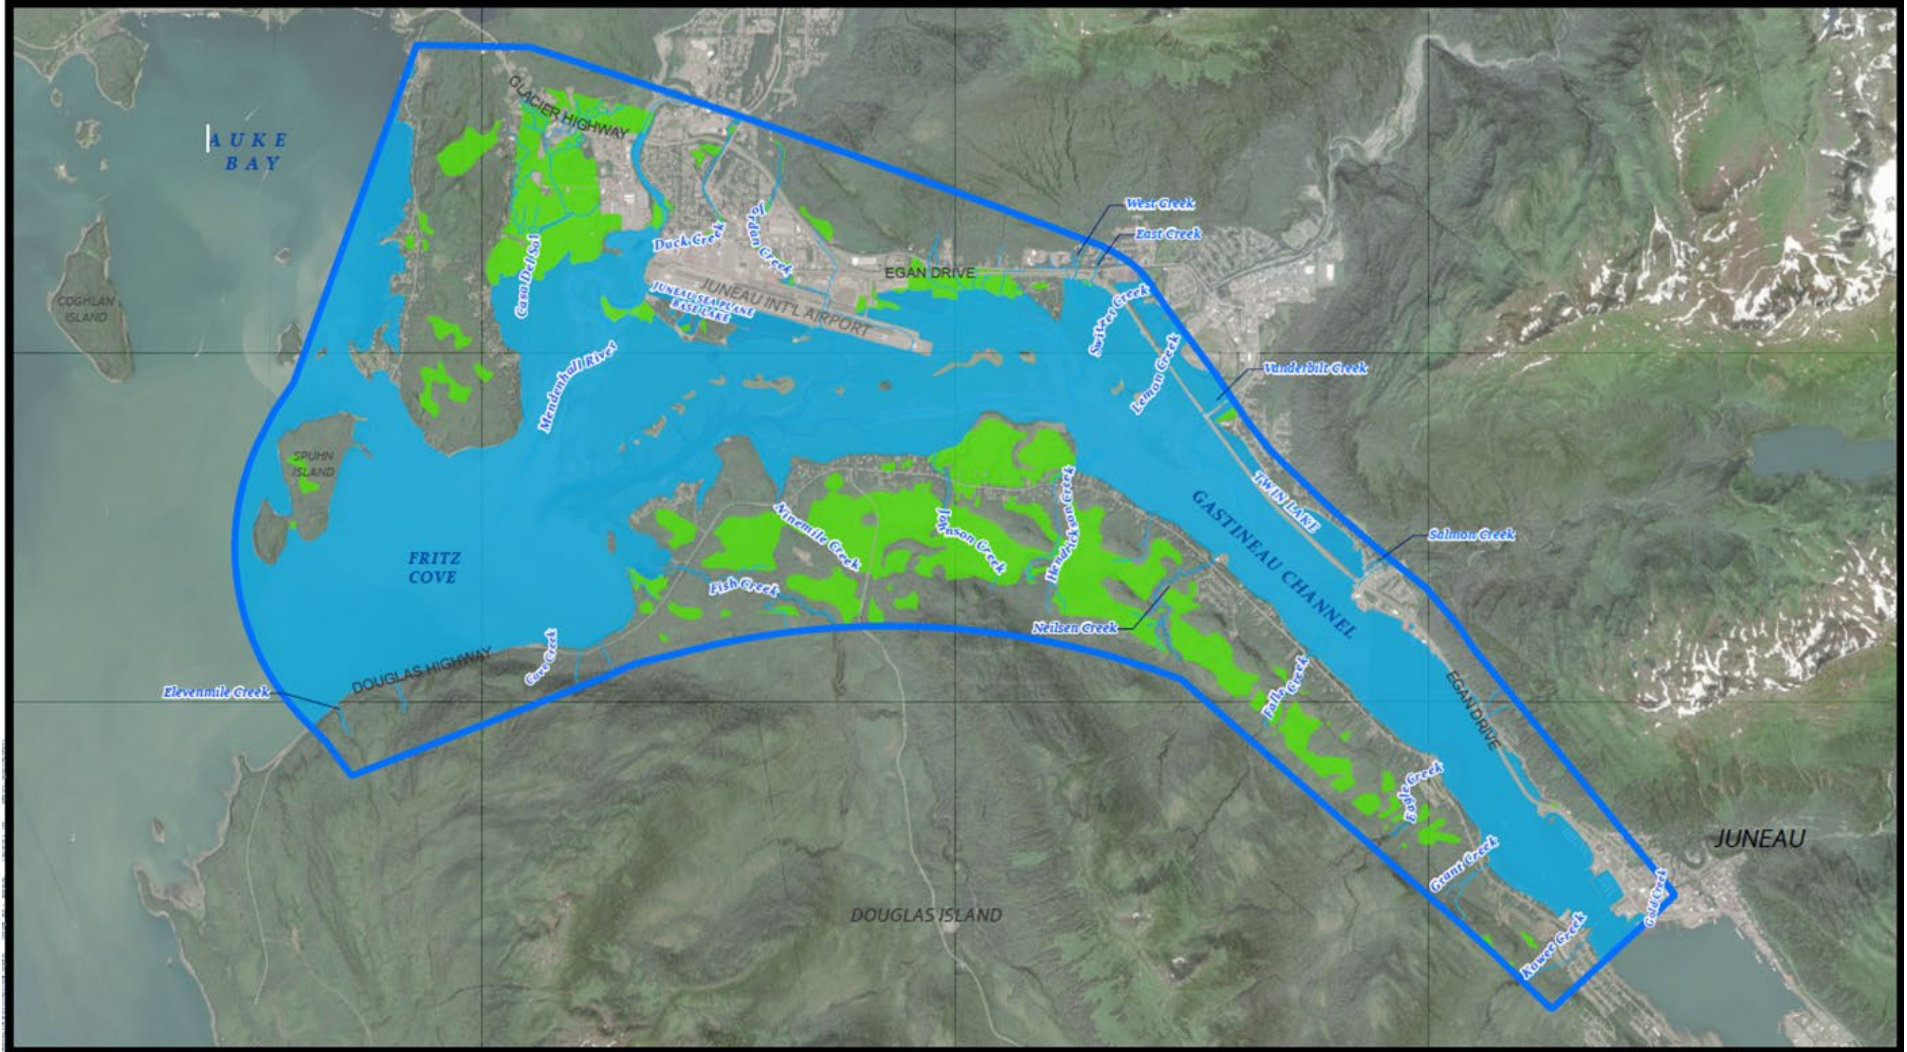 AUKE
BAY
GLACIER HIGHWAY
West Creek
East Creek
Duck Creek
Jordan Creek
Casa Del Sol
EGAN DRIVE
JUNEAU SEAPLANE
BASE LAKE
JUNEAU INT'L AIRPORT
COGHLAN
ISLAND
Switzer Creek
Lemon Creek
Mendenhall River
Vanderbilt Creek
SPUHN
ISLAND
TWIN LAKE
GASTINEAU CHANNEL
Salmon Creek
Ninemile Creek
Johnson Creek
Hendrickson Creek
FRITZ
COVE
Fish Creek
Neilsen Creek
Cove Creek
DOUGLAS HIGHWAY
Elevenmile Creek
Falls Creek
EGAN DRIVE
Eagle Creek
JUNEAU
Grant Creek
Gold Creek
DOUGLAS ISLAND
Kowee Creek